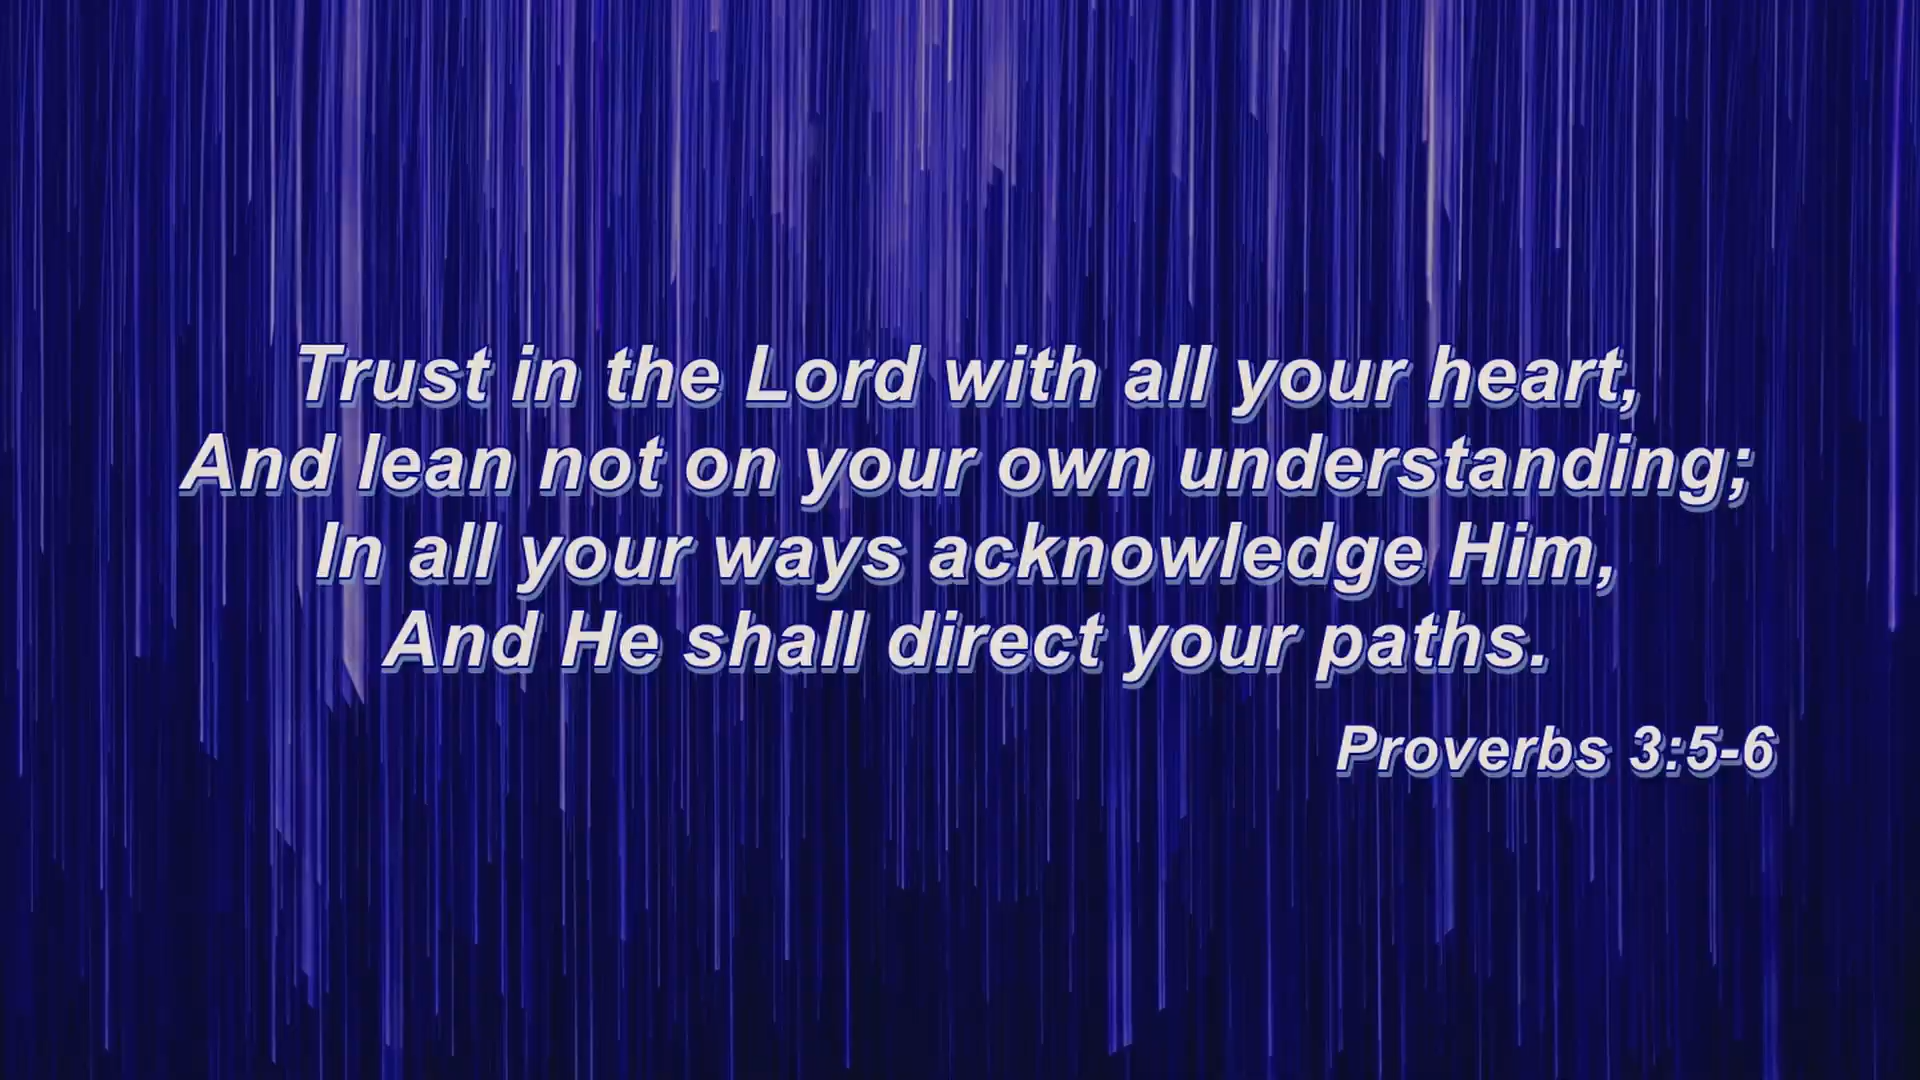 Trust in the Lord with all your heart,
And lean not on your own understanding;
In all your ways acknowledge Him,
And He shall direct your paths.
Proverbs 3:5-6